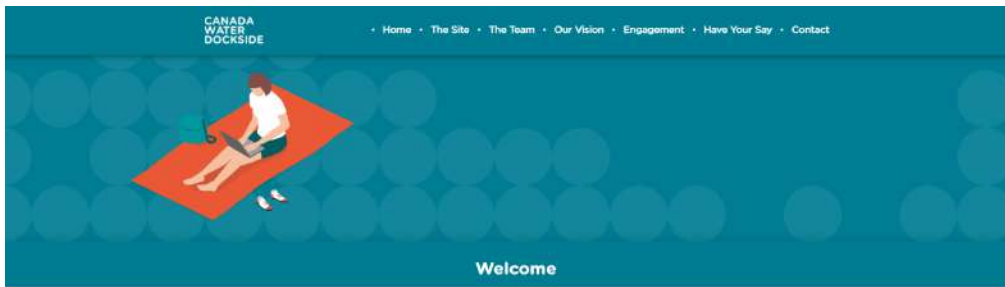 CANADA
WATER
DOCKSIDE
• Home • The Site • The Team • Our Vision • Engagement • Have Your Say • Contact
Welcome